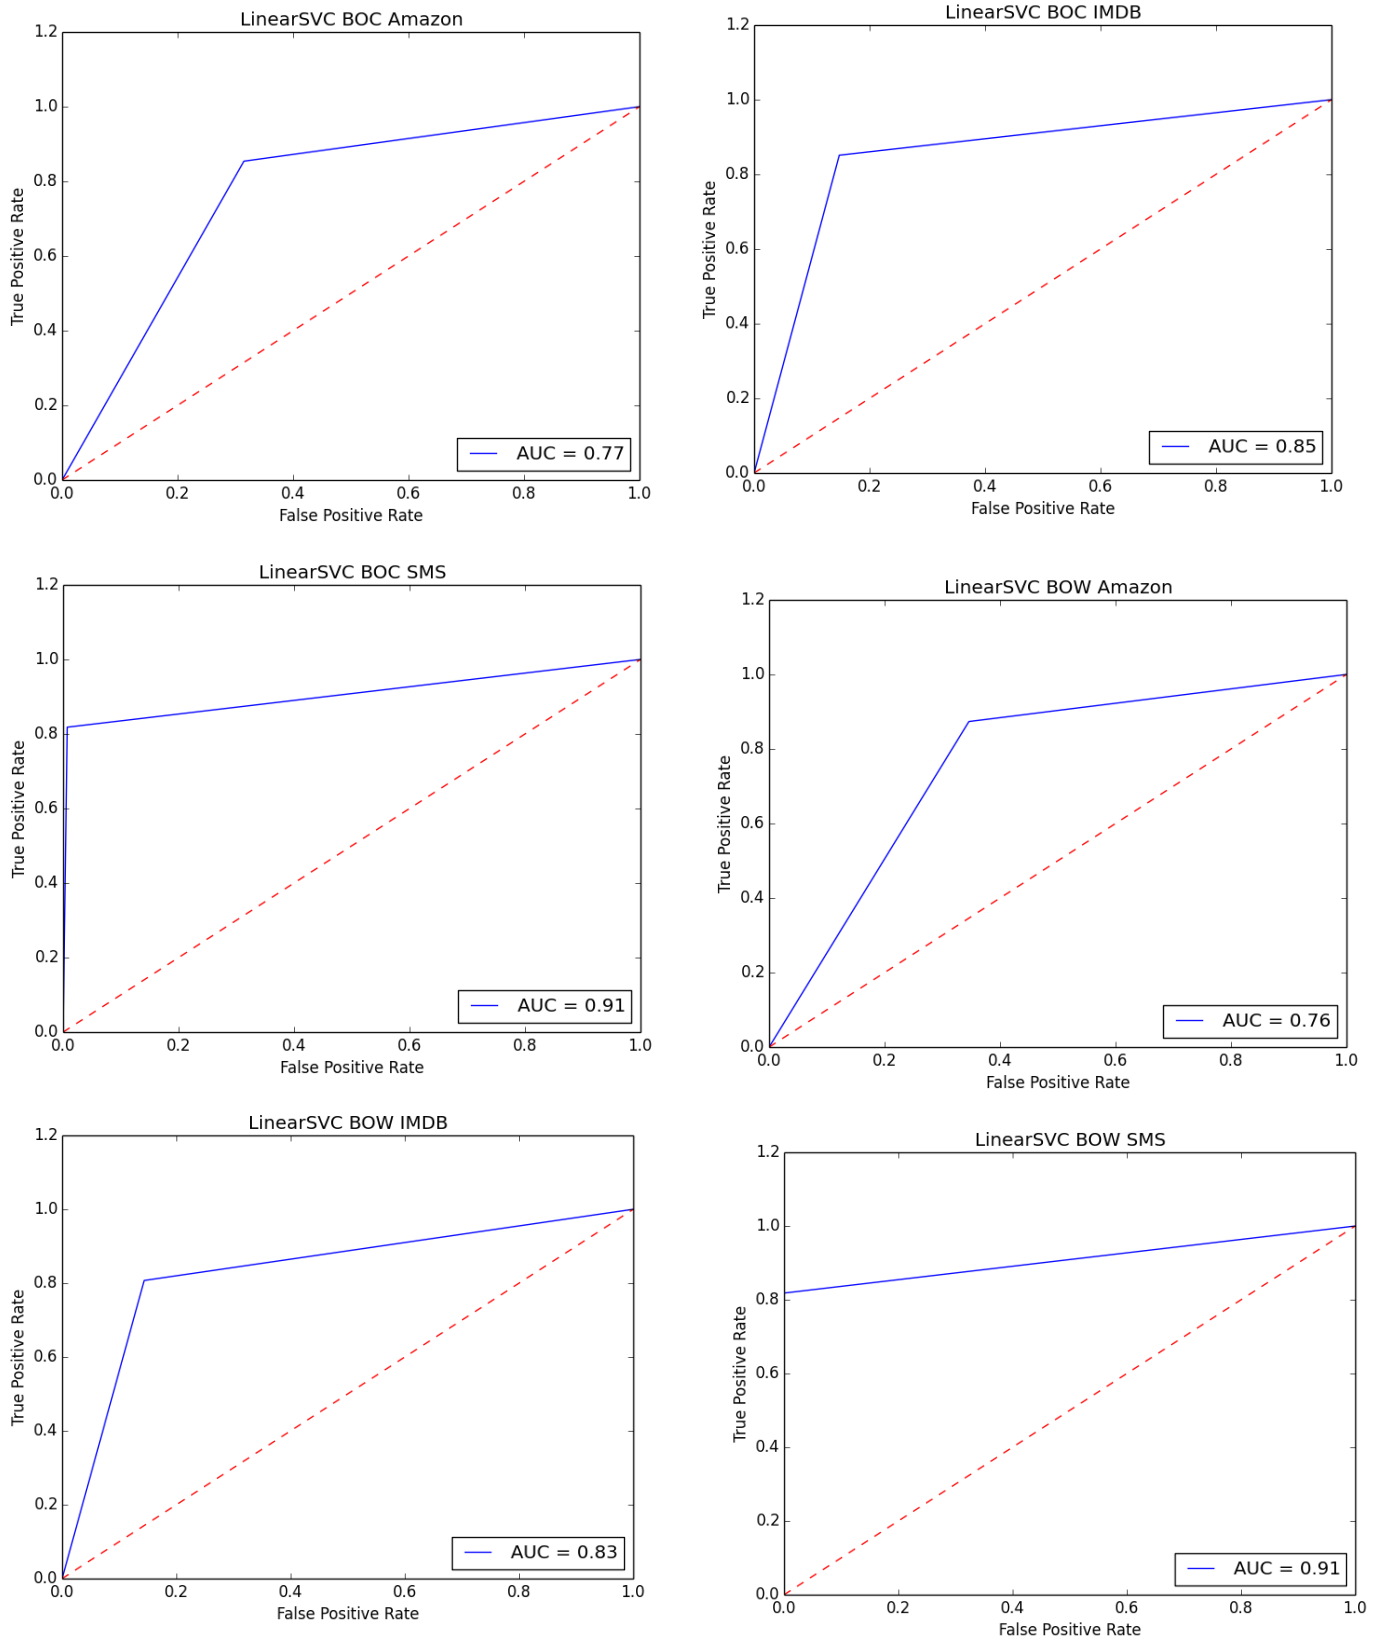 LinearSVC BOC Amazon
1.2
1.0
0.8
0.6
0.4
0.2
0.0
True Positive Rate
0.0 0.2 0.4 0.6 0.8 1.0
False Positive Rate
AUC = 0.77
LinearSVC BOC IMDB
1.2
1.0
0.8
0.6
0.4
0.2
0.0
True Positive Rate
0.0 0.2 0.4 0.6 0.8 1.0
False Positive Rate
AUC = 0.85
LinearSVC BOC SMS
1.2
1.0
0.8
0.6
0.4
0.2
0.0
True Positive Rate
0.0 0.2 0.4 0.6 0.8 1.0
False Positive Rate
AUC = 0.91
LinearSVC BOW Amazon
1.2
1.0
0.8
0.6
0.4
0.2
0.0
True Positive Rate
0.0 0.2 0.4 0.6 0.8 1.0
False Positive Rate
AUC = 0.76
LinearSVC BOW IMDB
1.2
1.0
0.8
0.6
0.4
0.2
0.0
True Positive Rate
0.0 0.2 0.4 0.6 0.8 1.0
False Positive Rate
AUC = 0.83
LinearSVC BOW SMS
1.2
1.0
0.8
0.6
0.4
0.2
0.0
True Positive Rate
0.0 0.2 0.4 0.6 0.8 1.0
False Positive Rate
AUC = 0.91